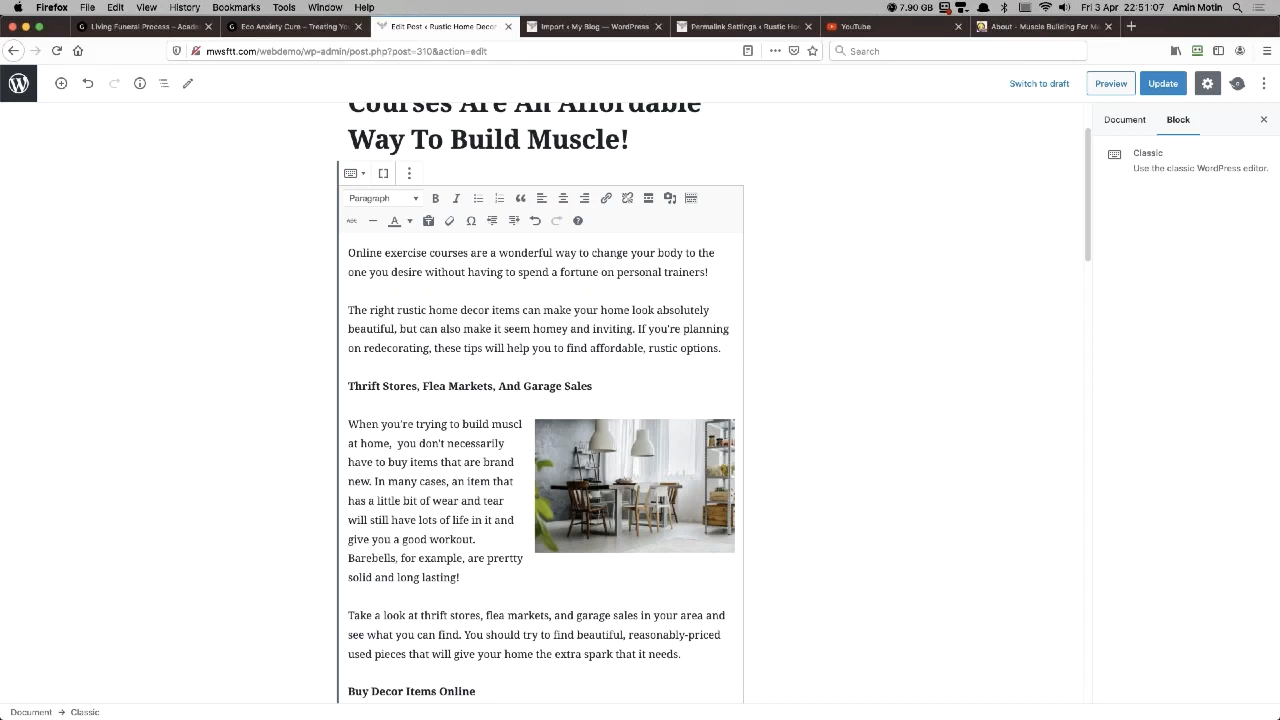 Firefox File Edit View History Bookmarks Tools Window Help
Amin Motin
Living Funeral Process – Acade
Eco Anxiety Cure – Treating Yo
Edit Post ‹ Rustic Home Decor
Import ‹ My Blog — WordPress
Permalink Settings ‹ Rustic Ho
YouTube
About - Muscle Building For Me
mwsftt.com/webdemo/wp-admin/post.php?post=310&action=edit
Search
Switch to draft Preview Update
Courses Are An Affordable
Way To Build Muscle!
Document Block
Classic
Use the classic WordPress editor.
Paragraph
Online exercise courses are a wonderful way to change your body to the
one you desire without having to spend a fortune on personal trainers!
The right rustic home decor items can make your home look absolutely
beautiful, but can also make it seem homey and inviting. If you're planning
on redecorating, these tips will help you to find affordable, rustic options.
Thrift Stores, Flea Markets, And Garage Sales
When you're trying to build muscl
at home, you don't necessarily
have to buy items that are brand
new. In many cases, an item that
has a little bit of wear and tear
will still have lots of life in it and
give you a good workout.
Barebells, for example, are prertty
solid and long lasting!
Take a look at thrift stores, flea markets, and garage sales in your area and
see what you can find. You should try to find beautiful, reasonably-priced
used pieces that will give your home the extra spark that it needs.
Buy Decor Items Online
Document → Classic